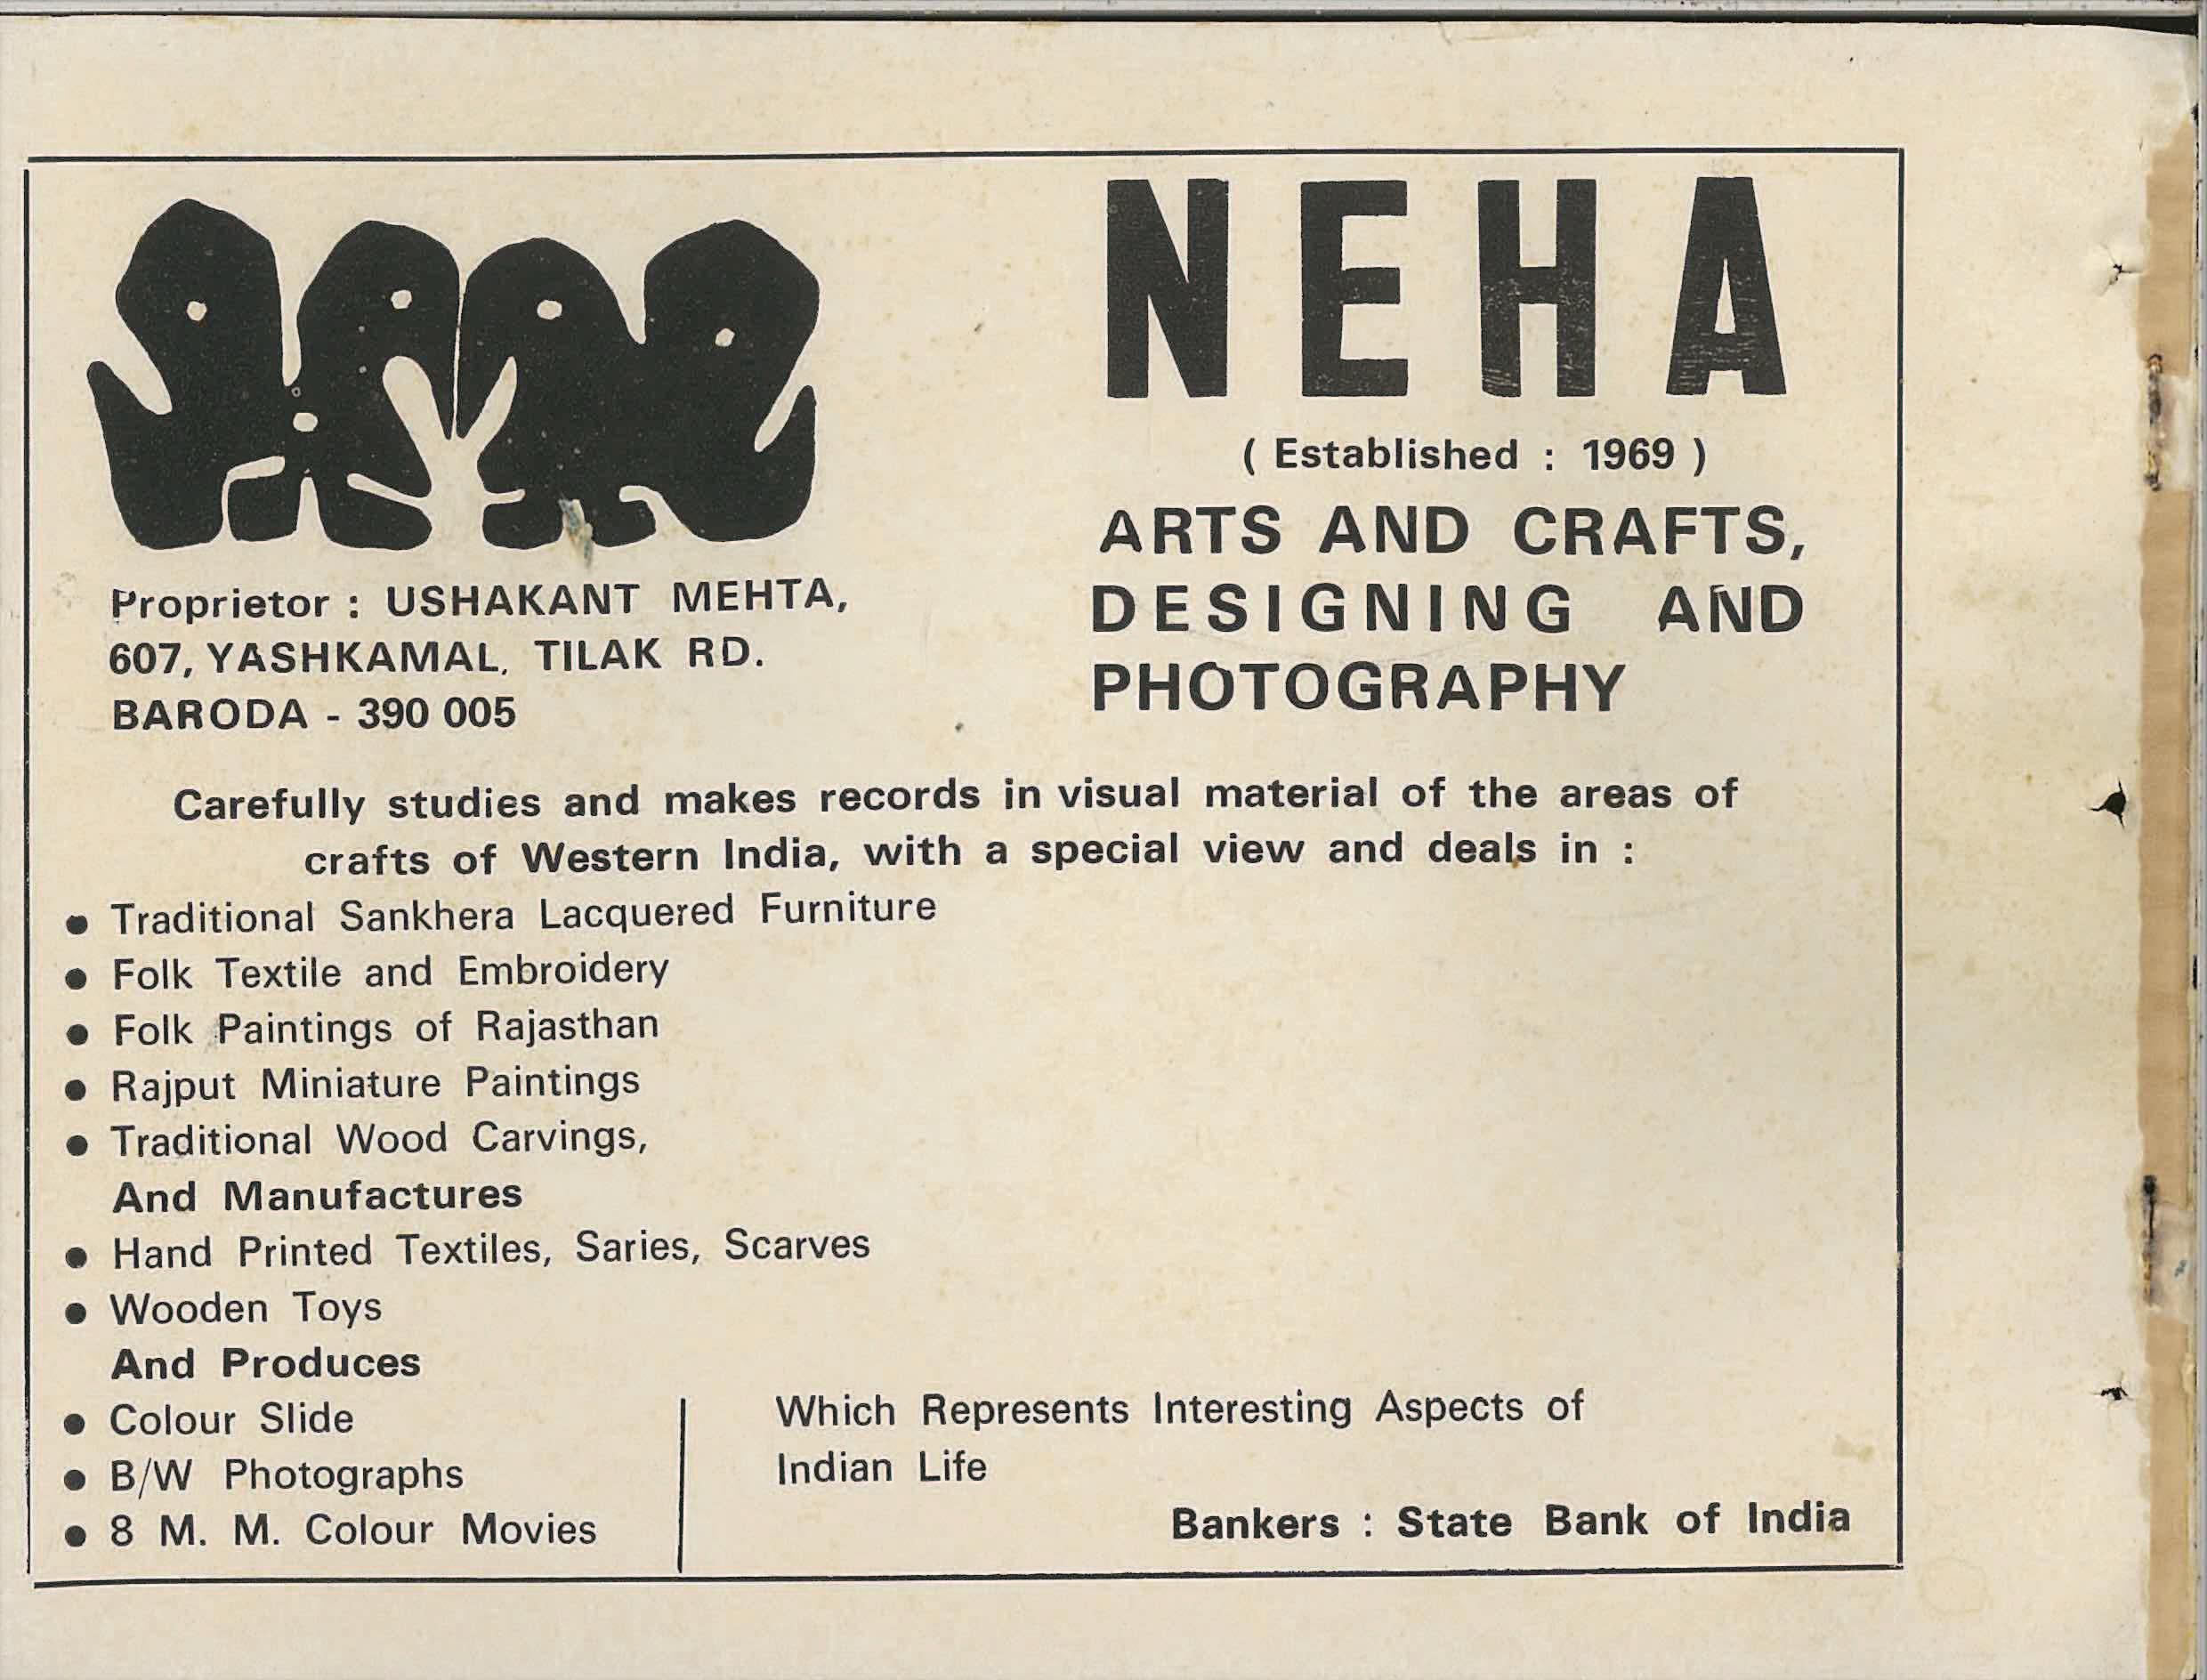 NEHA
( Established : 1969 )
ARTS AND CRAFTS,
DESIGNING AND
PHOTOGRAPHY
Proprietor : USHAKANT MEHTA,
607, YASHKAMAL, TILAK RD.
BARODA - 390 005
Carefully studies and makes records in visual material of the areas of
crafts of Western India, with a special view and deals in :
● Traditional Sankhera Lacquered Furniture
● Folk Textile and Embroidery
● Folk Paintings of Rajasthan
● Rajput Miniature Paintings
● Traditional Wood Carvings,
And Manufactures
● Hand Printed Textiles, Saries, Scarves
● Wooden Toys
And Produces
● Colour Slide
● B/W Photographs
● 8 M. M. Colour Movies
Which Represents Interesting Aspects of
Indian Life
Bankers : State Bank of India